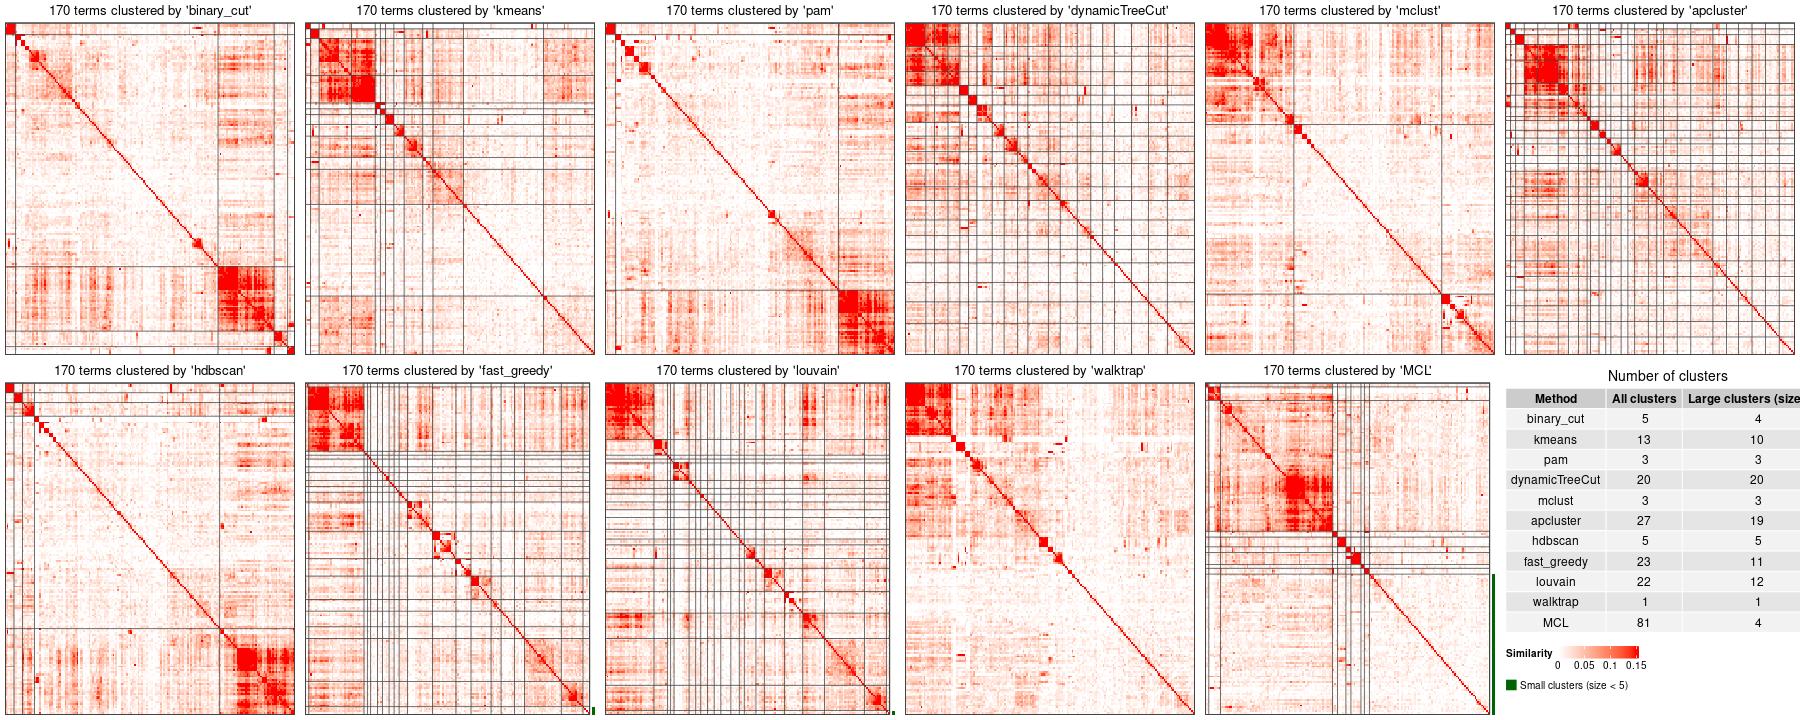 170 terms clustered by 'binary_cut'
170 terms clustered by 'kmeans'
170 terms clustered by 'pam'
170 terms clustered by 'dynamicTreeCut'
170 terms clustered by 'mclust'
170 terms clustered by 'apcluster'
170 terms clustered by 'hdbscan'
170 terms clustered by 'fast_greedy'
170 terms clustered by 'louvain'
170 terms clustered by 'walktrap'
170 terms clustered by 'MCL'
Number of clusters
Method All clusters Large clusters (size
binary_cut 5 4
kmeans 13 10
pam 3 3
dynamicTreeCut 20 20
mclust 3 3
apcluster 27 19
hdbscan 5 5
fast_greedy 23 11
louvain 22 12
walktrap 1 1
MCL 81 4
Similarity
0 0.05 0.1 0.15
Small clusters (size < 5)